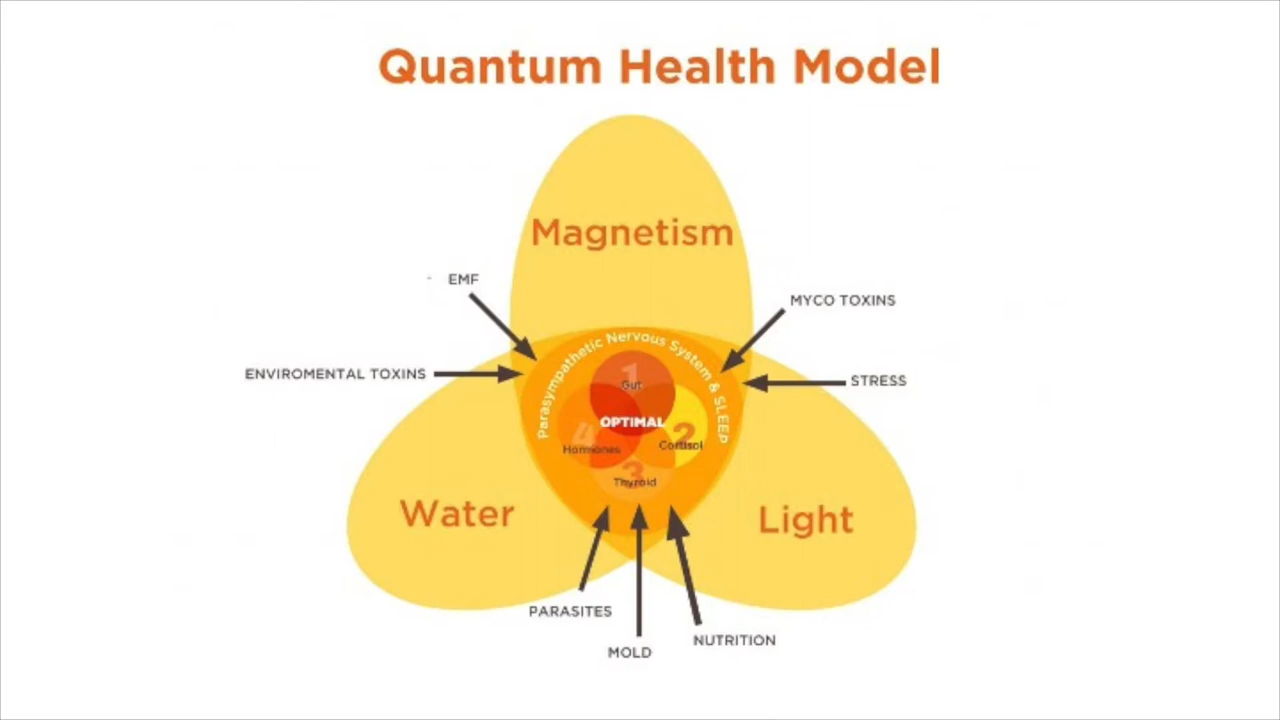 Quantum Health Model
Magnetism
EMF
MYCO TOXINS
ENVIROMENTAL TOXINS
STRESS
Parasympathetic Nervous System & SLEEP
1
Gut
OPTIMAL
4
Hormones
2
Cortisol
3
Thyroid
Water
Light
PARASITES
MOLD
NUTRITION